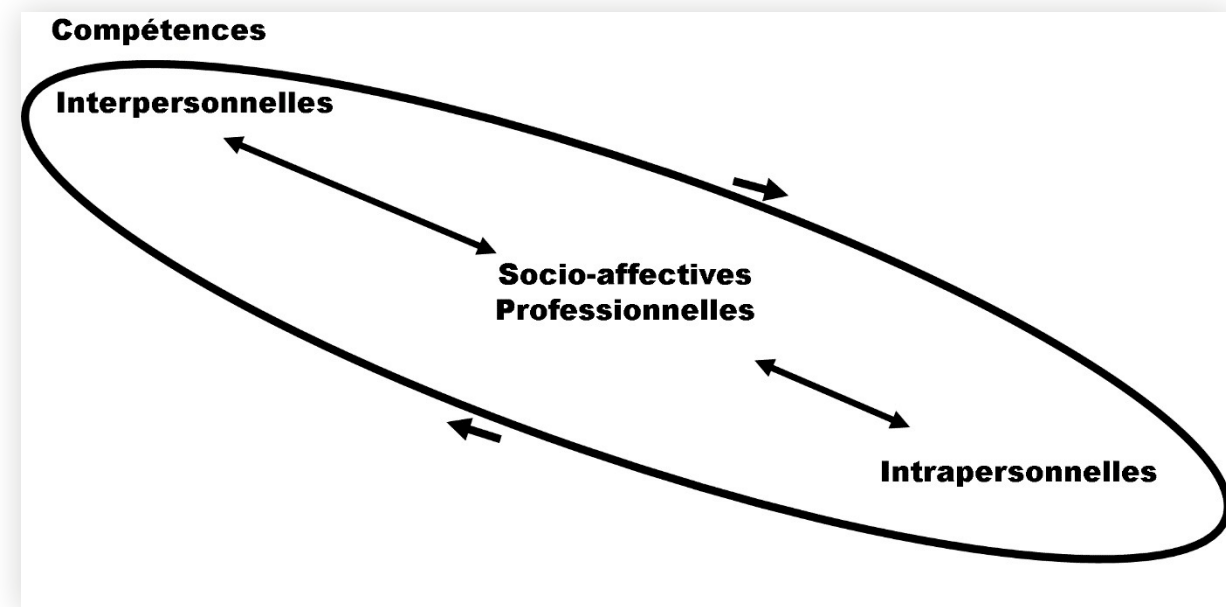 Compétences
Interpersonnelles
Socio-affectives
Professionnelles
Intrapersonnelles